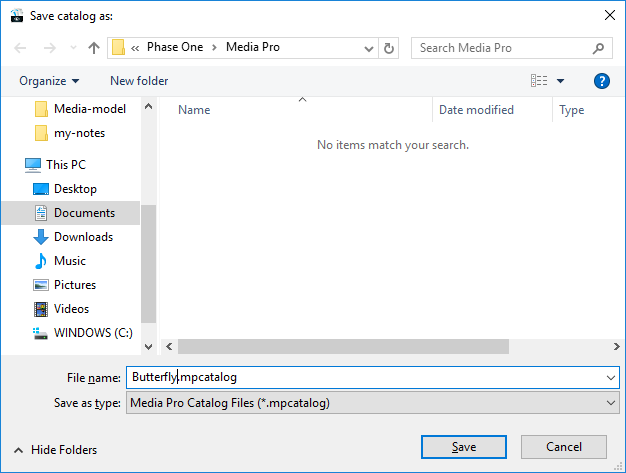 Save catalog as:
« Phase One > Media Pro
Search Media Pro
Organize
New folder
?
Media-model
my-notes
This PC
Desktop
Documents
Downloads
Music
Pictures
Videos
WINDOWS (C:)
Name Date modified Type
No items match your search.
File name: Butterfly.mpcatalog
Save as type: Media Pro Catalog Files (*.mpcatalog)
Hide Folders
Save
Cancel